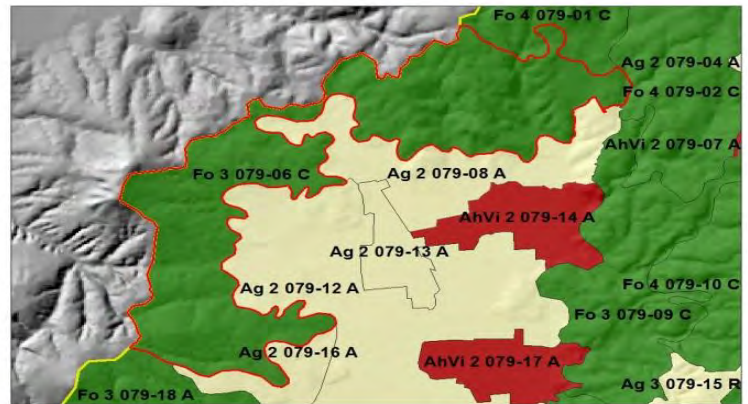 Fo 4 079-01 C
Ag 2 079-04 A
Fo 4 079-02 C
AhVi 2 079-07 A
Fo 3 079-06 C
Ag 2 079-08 A
AhVi 2 079-14 A
Ag 2 079-13 A
Ag 2 079-12 A
Fo 4 079-10 C
Fo 3 079-09 C
Ag 2 079-16 A
AhVi 2 079-17 A
Ag 3 079-15 R
Fo 3 079-18 A